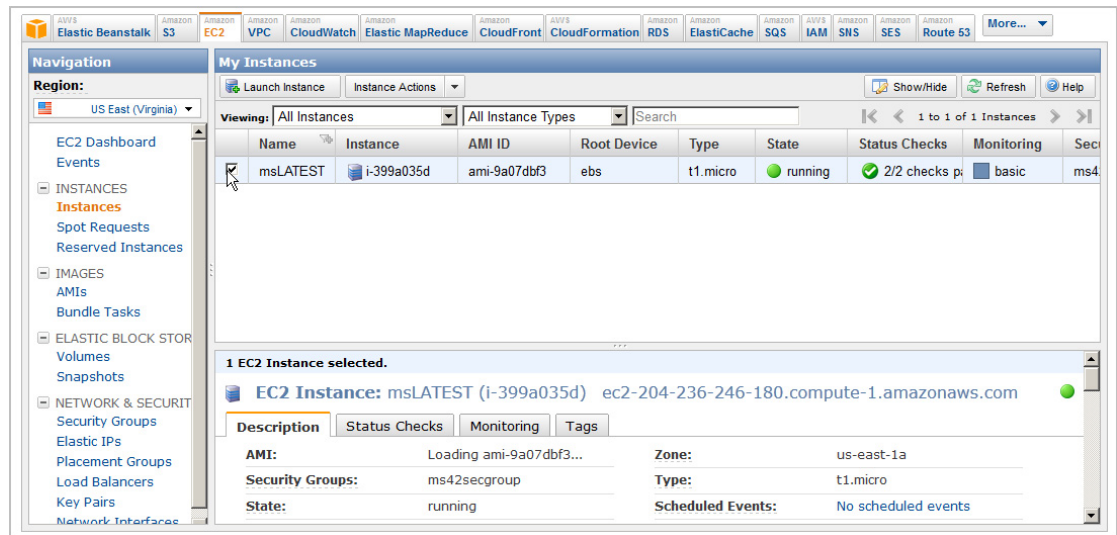 AWS Amazon Amazon Amazon Amazon Amazon Amazon AWS Amazon Amazon Amazon AWS Amazon Amazon Amazon
Elastic Beanstalk S3 EC2 VPC CloudWatch Elastic MapReduce CloudFront CloudFormation RDS ElastiCache SQS IAM SNS SES Route 53 More...
Navigation
Region:
US East (Virginia)
EC2 Dashboard
Events
INSTANCES
Instances
Spot Requests
Reserved Instances
IMAGES
AMIs
Bundle Tasks
ELASTIC BLOCK STOR
Volumes
Snapshots
NETWORK & SECURIT
Security Groups
Elastic IPs
Placement Groups
Load Balancers
Key Pairs
Network Interfaces
My Instances
Launch Instance Instance Actions Show/Hide Refresh Help
Viewing: All Instances All Instance Types Search 1 to 1 of 1 Instances
Name Instance AMI ID Root Device Type State Status Checks Monitoring Secu
msLATEST i-399a035d ami-9a07dbf3 ebs t1.micro running 2/2 checks pa basic ms4
1 EC2 Instance selected.
EC2 Instance: msLATEST (i-399a035d) ec2-204-236-246-180.compute-1.amazonaws.com
Description Status Checks Monitoring Tags
AMI: Loading ami-9a07dbf3... Zone: us-east-1a
Security Groups: ms42secgroup Type: t1.micro
State: running Scheduled Events: No scheduled events